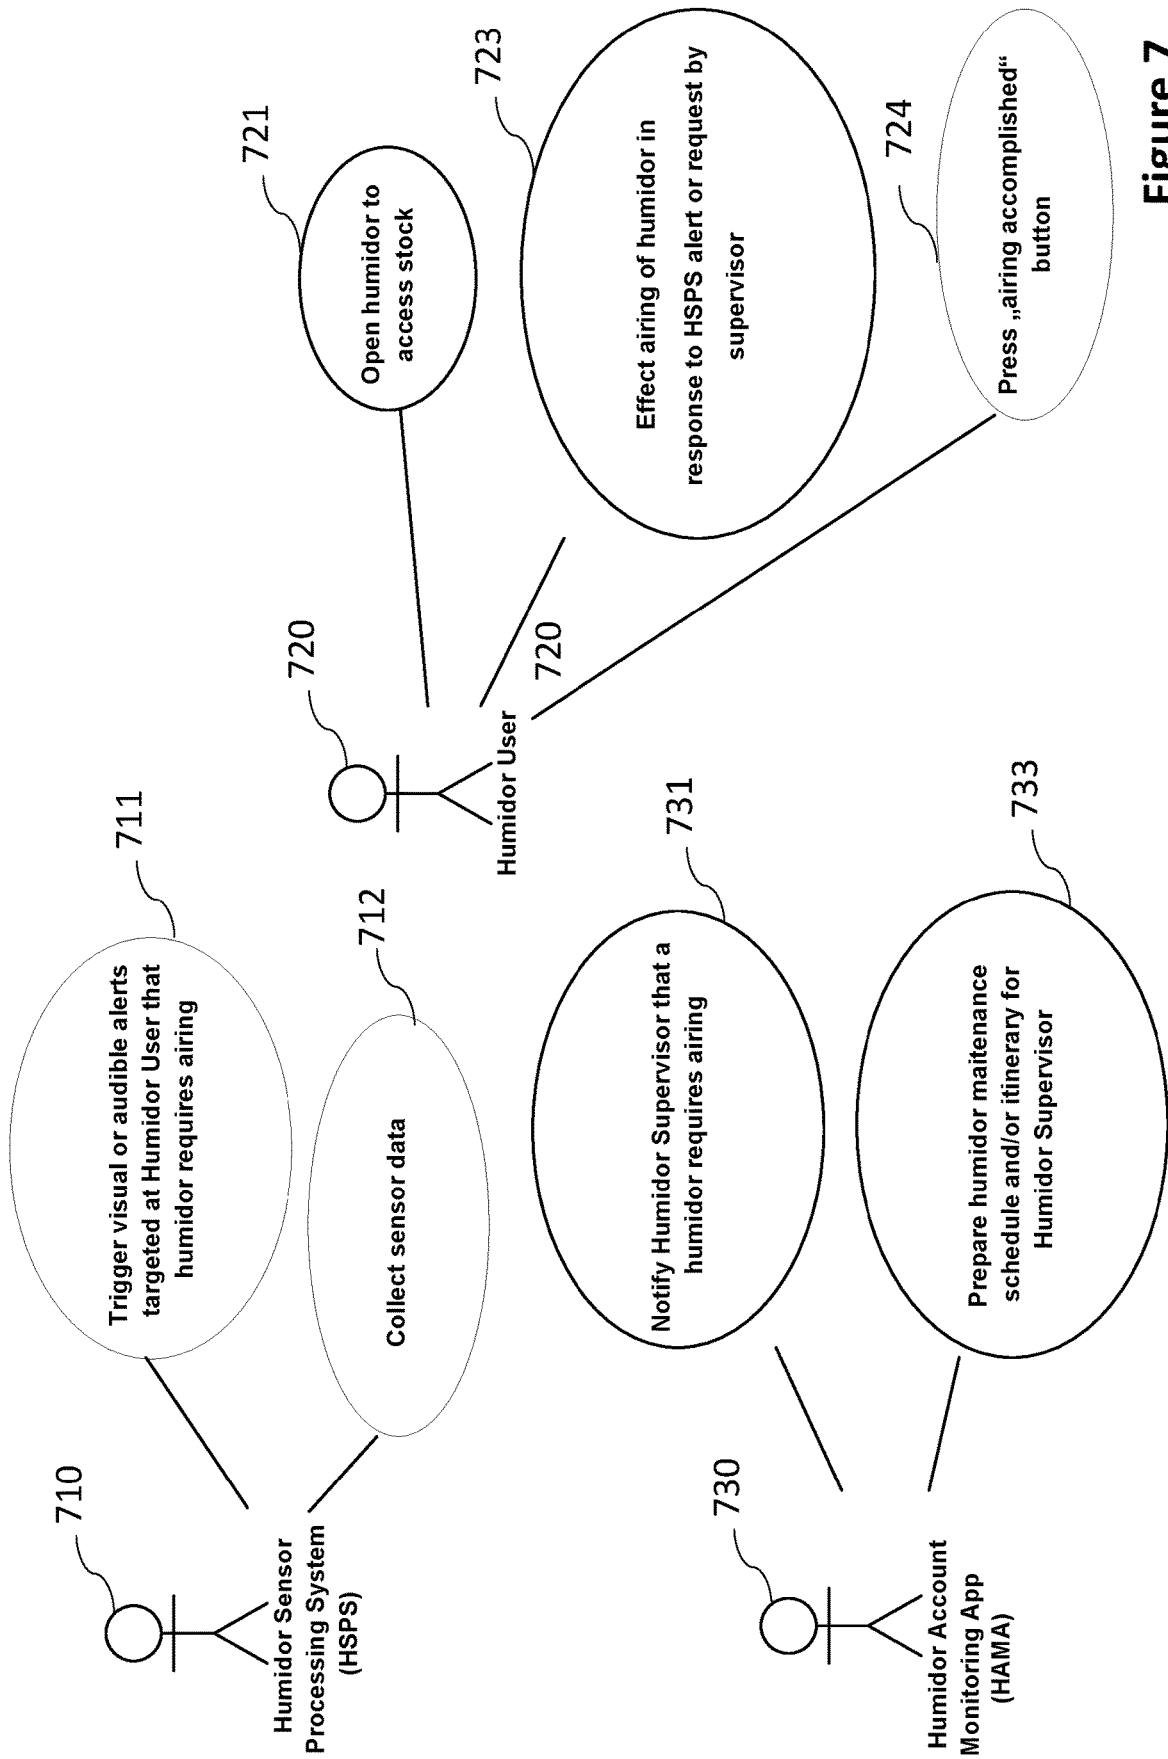 710
Humidor Sensor
Processing System
(HSPS)
711
Trigger visual or audible alerts
targeted at Humidor User that
humidor requires airing
712
Collect sensor data
720
Humidor User
720
721
Open humidor to
access stock
723
Effect airing of humidor in
response to HSPS alert or request by
supervisor
724
Press „airing accomplished“
button
730
Humidor Account
Monitoring App
(HAMA)
731
Notify Humidor Supervisor that a
humidor requires airing
733
Prepare humidor maitenance
schedule and/or itinerary for
Humidor Supervisor
Figure 7